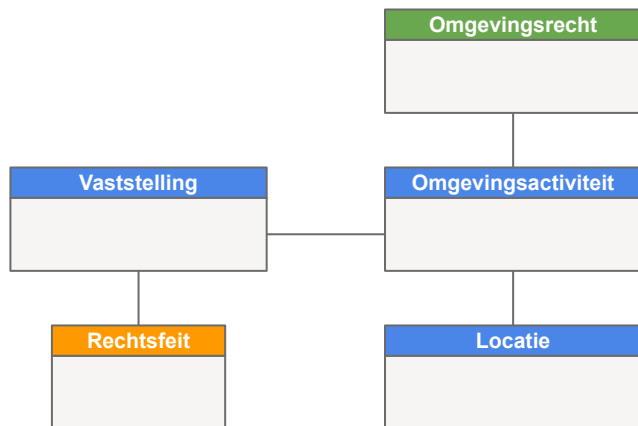 Omgevingsrecht
Vaststelling
Omgevingsactiviteit
Rechtsfeit
Locatie